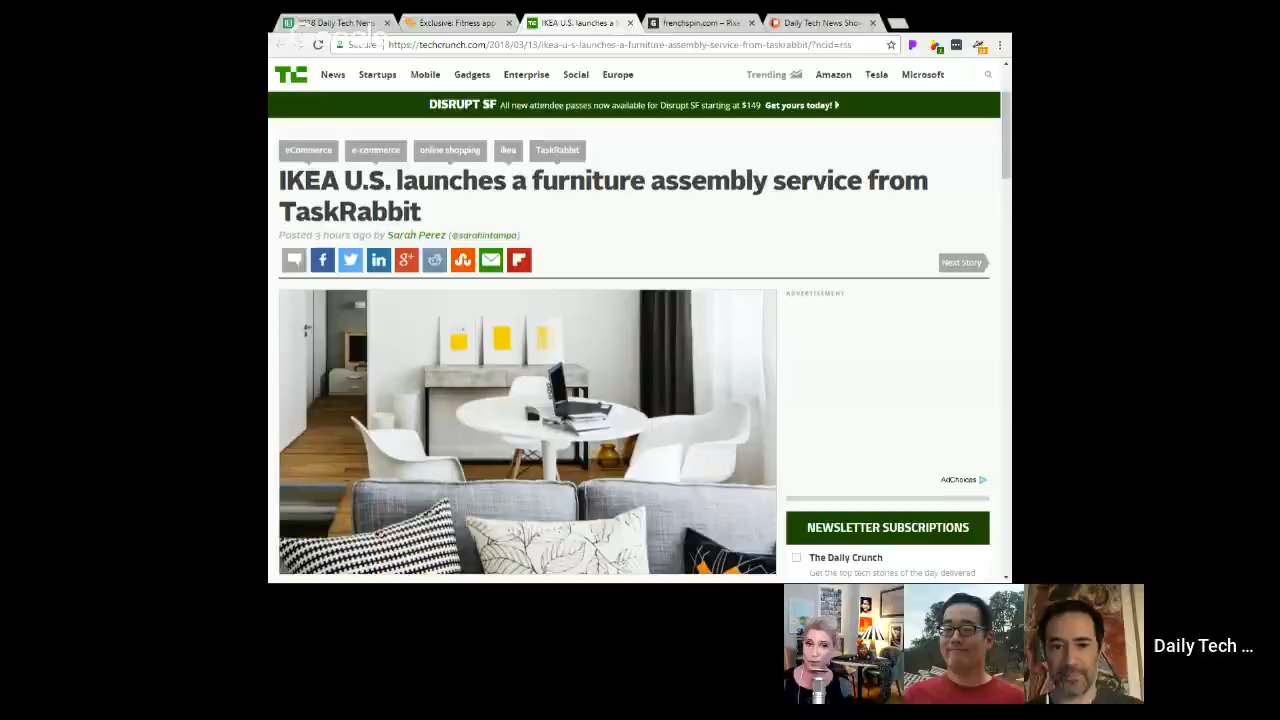 2018 Daily Tech News
Exclusive: Fitness app
IKEA U.S. launches a
frenchspin.com – Pixe
Daily Tech News Show
https://techcrunch.com/2018/03/13/ikea-u-s-launches-a-furniture-assembly-service-from-taskrabbit/?ncid=rss
TC News Startups Mobile Gadgets Enterprise Social Europe Trending Amazon Tesla Microsoft
DISRUPT SF All new attendee passes now available for Disrupt SF starting at $149 Get yours today!
eCommerce e-commerce online shopping ikea TaskRabbit
IKEA U.S. launches a furniture assembly service from
TaskRabbit
Posted 3 hours ago by Sarah Perez (@sarahintampa)
Next Story
ADVERTISEMENT
AdChoices
NEWSLETTER SUBSCRIPTIONS
The Daily Crunch
Get the top tech stories of the day delivered
Daily Tech ...